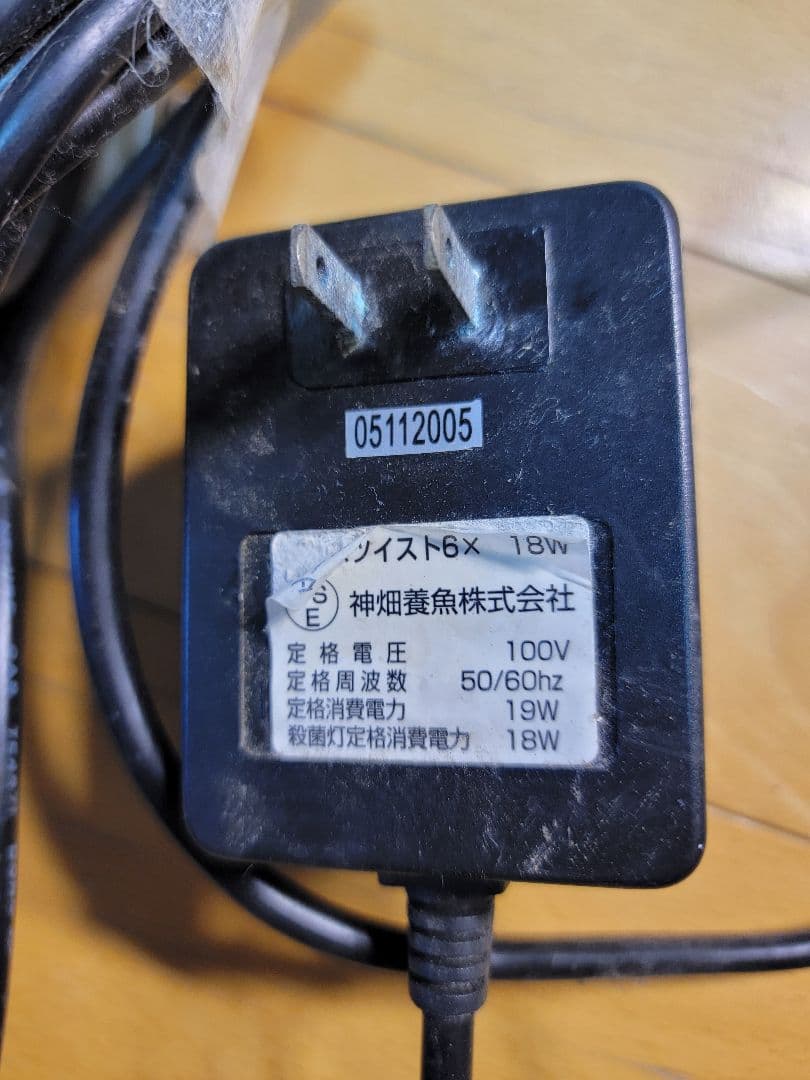 05112005
ツイスト6× 18W
S
E
神畑養魚株式会社
定格電圧 100V
定格周波数 50/60hz
定格消費電力 19W
殺菌灯定格消費電力 18W